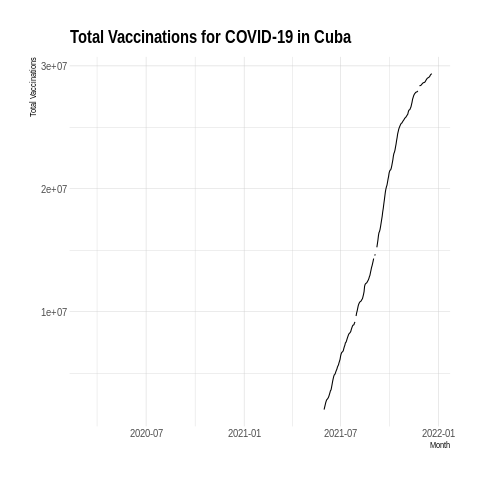 Total Vaccinations for COVID-19 in Cuba
Total Vaccinations
3e+07
2e+07
1e+07
2020-07 2021-01 2021-07 2022-01
Month